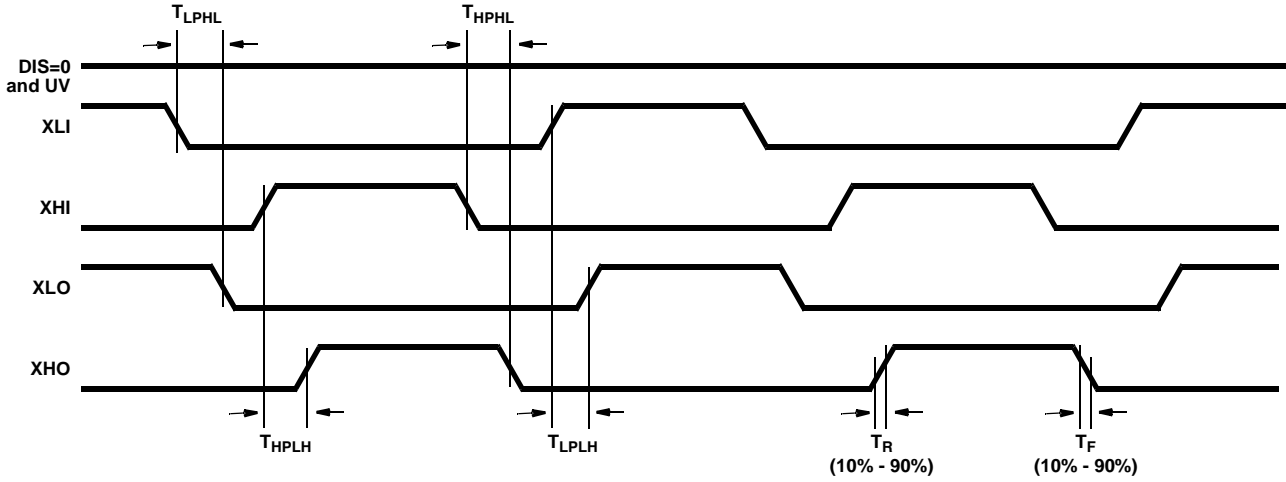 TLPHL
THPHL
DIS=0
and UV
XLI
XHI
XLO
XHO
THPLH
TLPLH
TR
(10% - 90%)
TF
(10% - 90%)